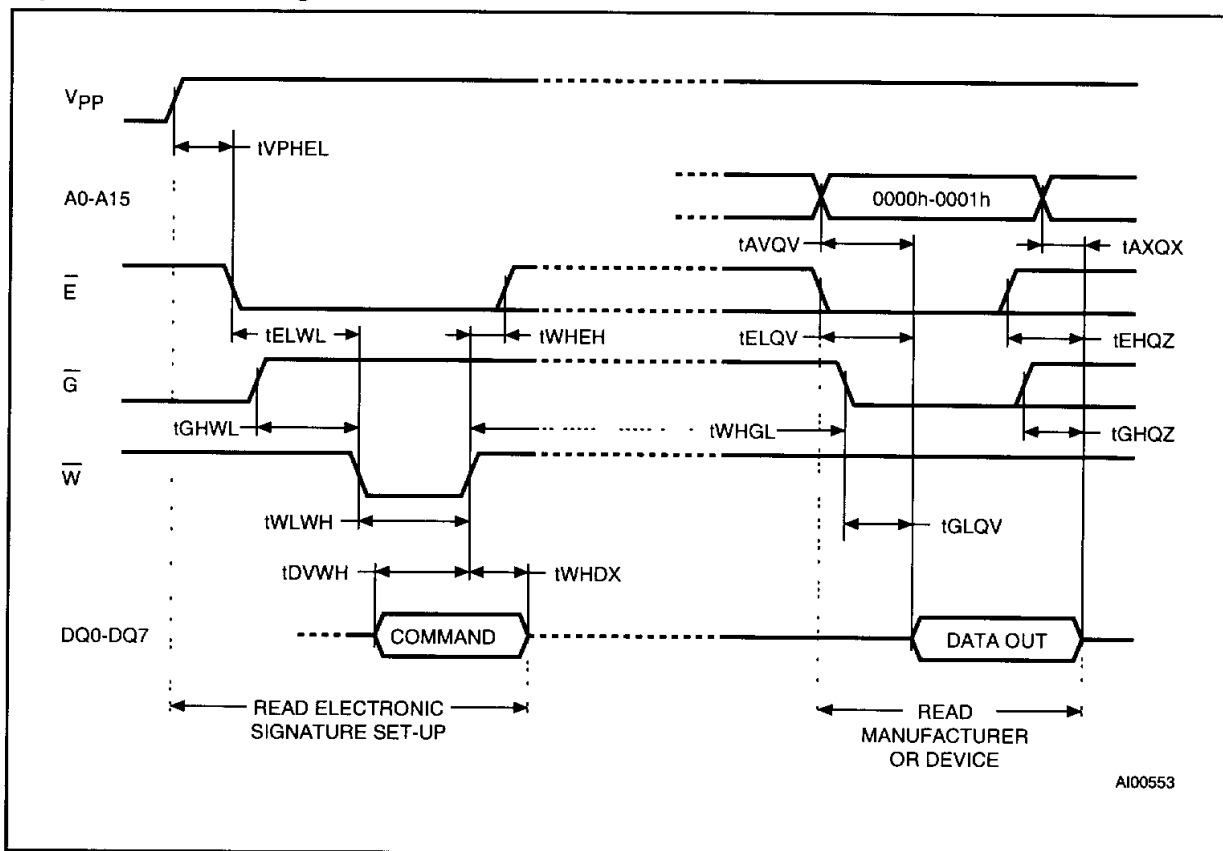 VPP
tVPHEL
A0-A15
0000h-0001h
tAVQV
tAXQX
E
tELWL
tWHEH
tELQV
tEHQZ
G
tGHWL
tWHGL
tGHQZ
W
tWLWH
tGLQV
tDVWH
tWHDX
DQ0-DQ7
COMMAND
DATA OUT
READ ELECTRONIC
SIGNATURE SET-UP
READ
MANUFACTURER
OR DEVICE
AI00553